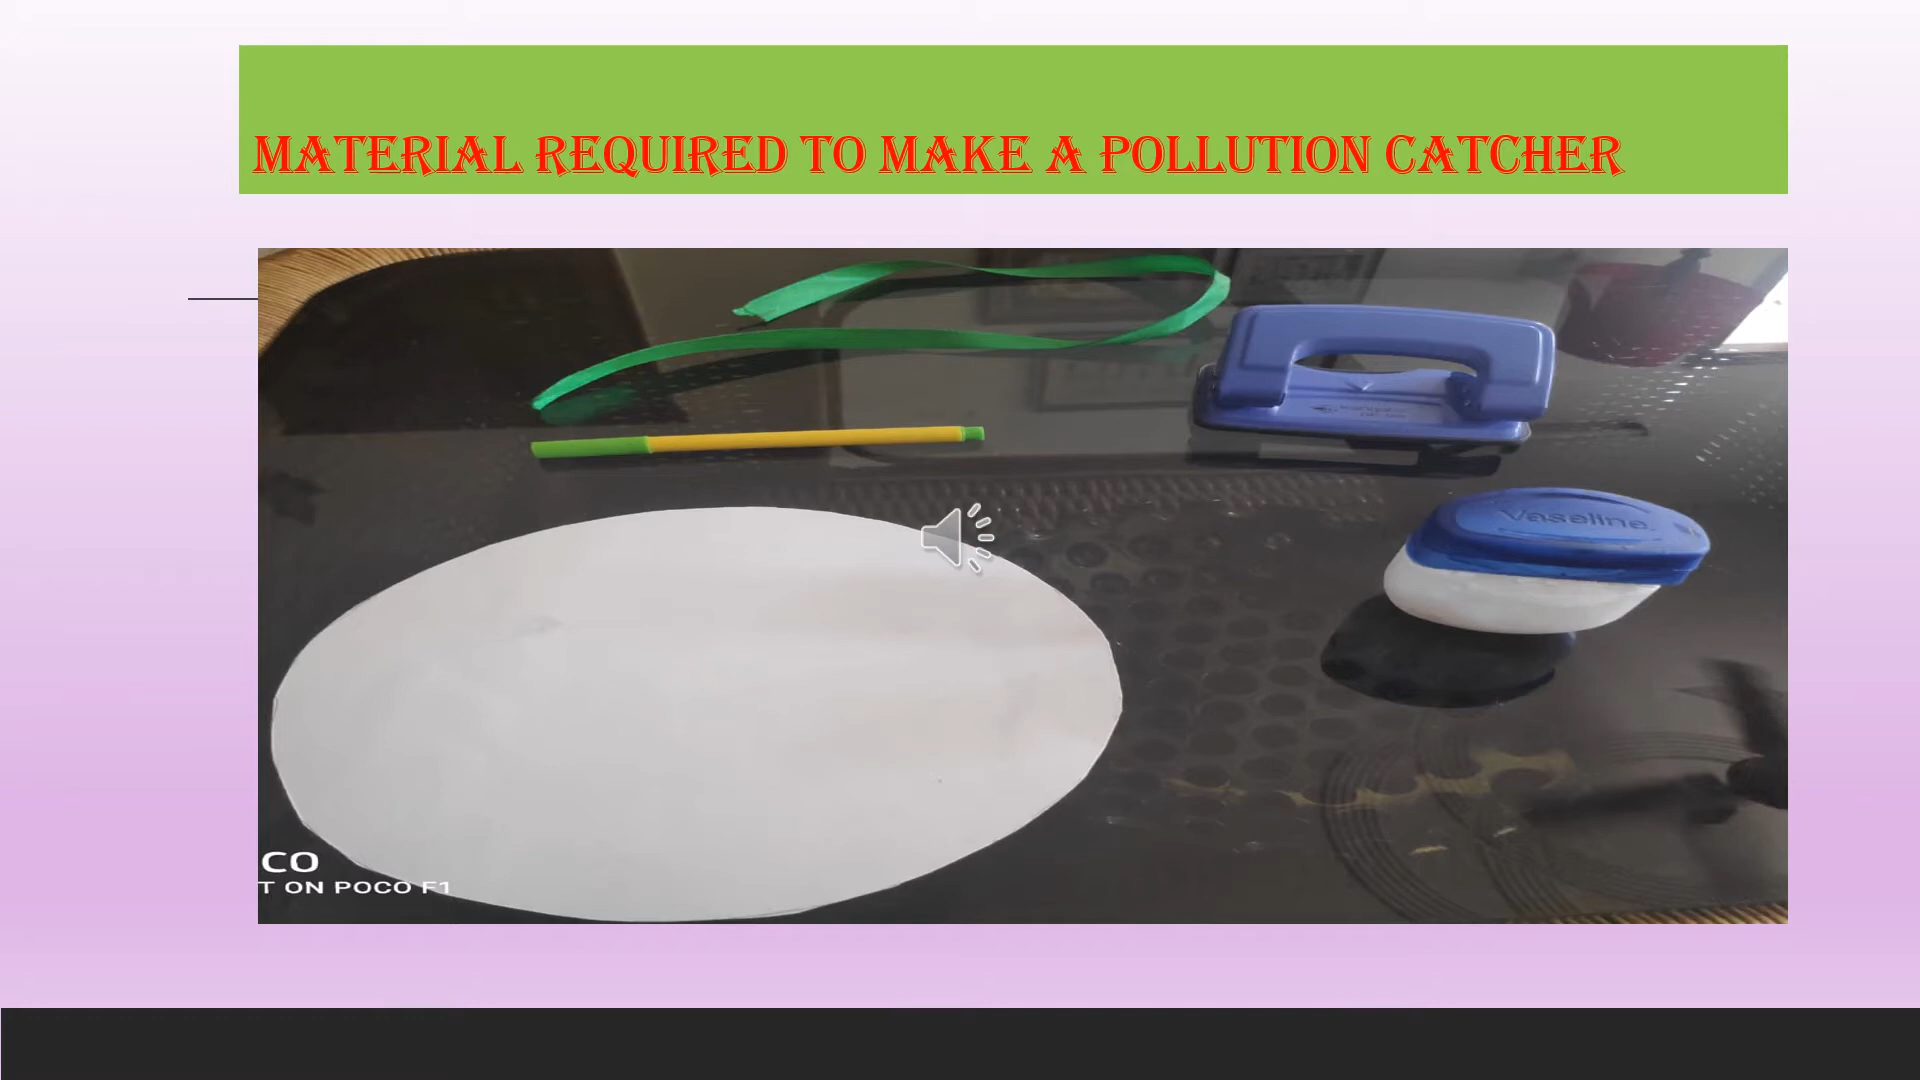 MATERIAL REQUIRED TO MAKE A POLLUTION CATCHER
Vaseline
CO
T ON POCO F1